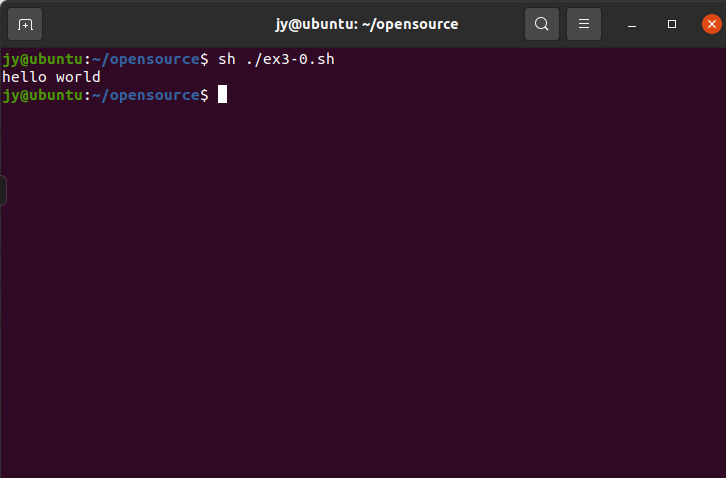 jy@ubuntu: ~/opensource
jy@ubuntu:~/opensource$ sh ./ex3-0.sh
hello world
jy@ubuntu:~/opensource$